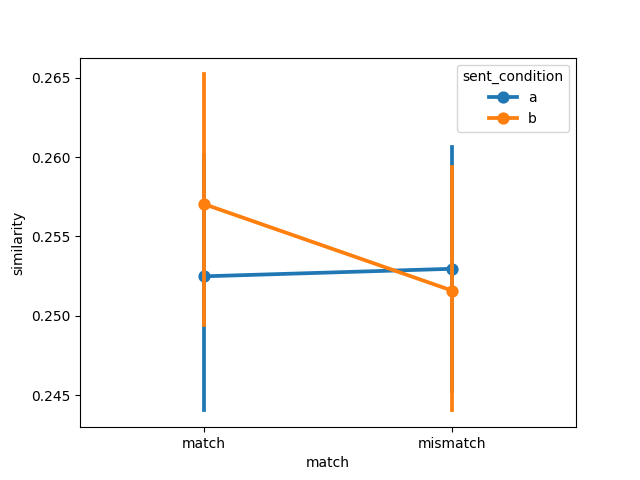 0.265
0.260
0.255
0.250
0.245
similarity
sent_condition
a
b
match
mismatch
match